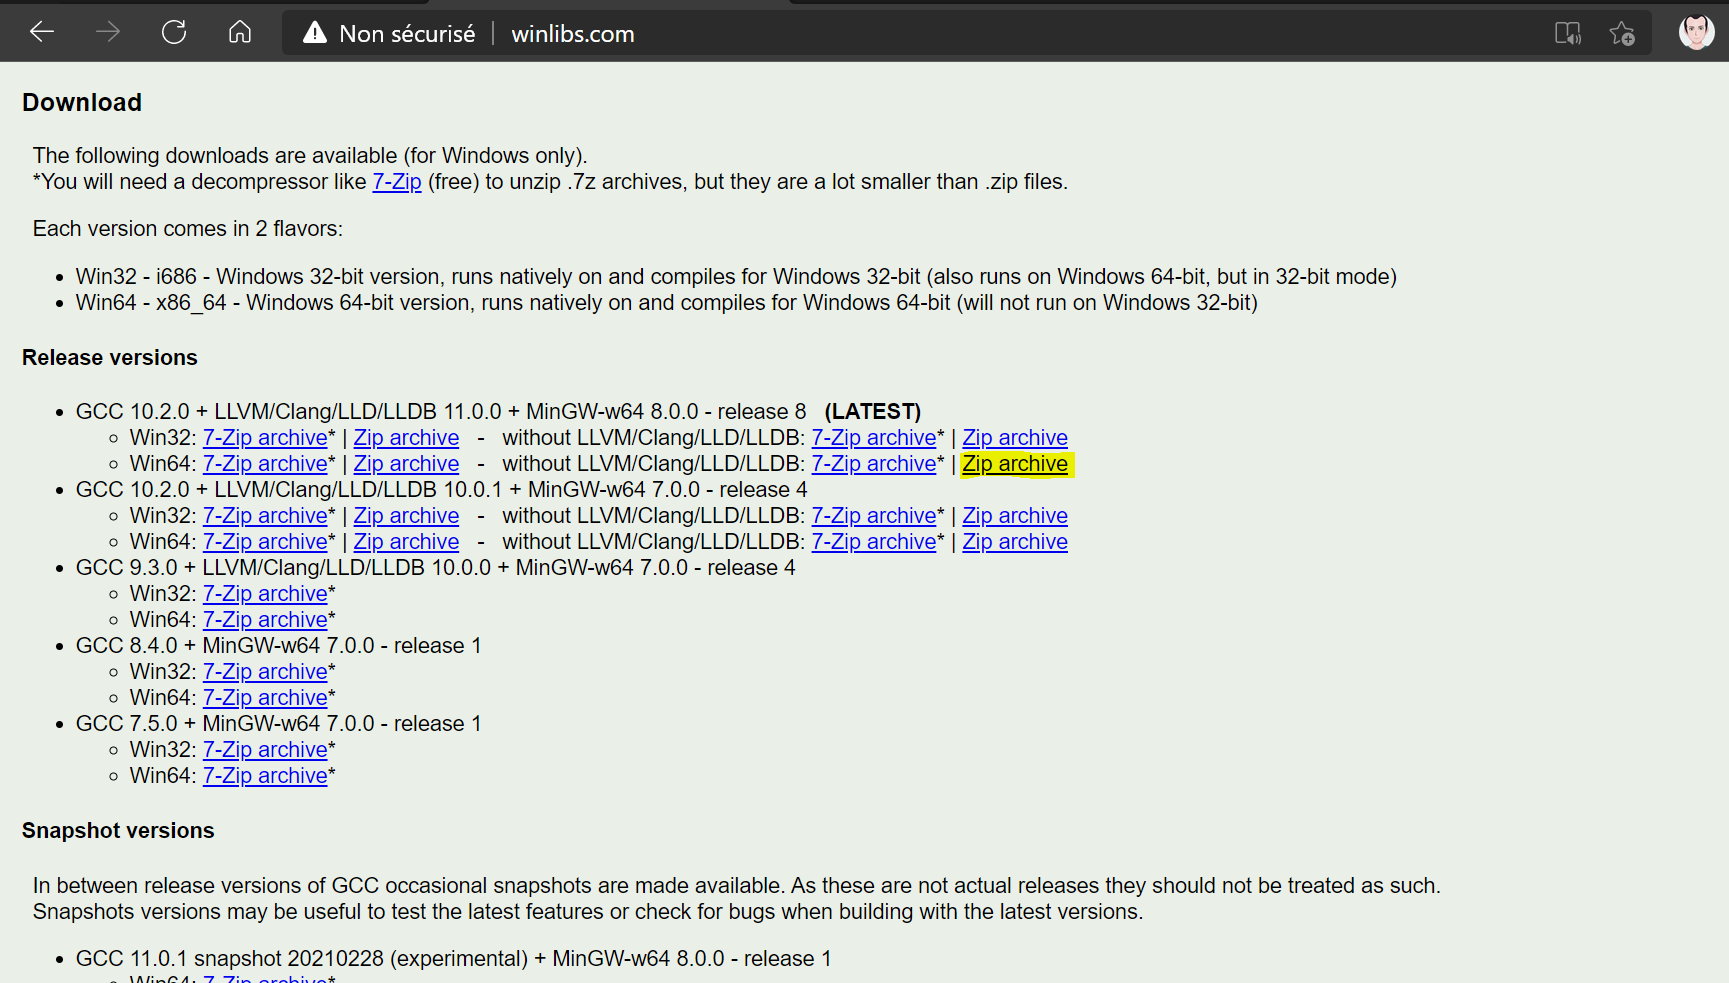 Non sécurisé | winlibs.com
Download
The following downloads are available (for Windows only).
*You will need a decompressor like 7-Zip (free) to unzip .7z archives, but they are a lot smaller than .zip files.
Each version comes in 2 flavors:
• Win32 - i686 - Windows 32-bit version, runs natively on and compiles for Windows 32-bit (also runs on Windows 64-bit, but in 32-bit mode)
• Win64 - x86_64 - Windows 64-bit version, runs natively on and compiles for Windows 64-bit (will not run on Windows 32-bit)
Release versions
• GCC 10.2.0 + LLVM/Clang/LLD/LLDB 11.0.0 + MinGW-w64 8.0.0 - release 8 (LATEST)
◦ Win32: 7-Zip archive* | Zip archive - without LLVM/Clang/LLD/LLDB: 7-Zip archive* | Zip archive
◦ Win64: 7-Zip archive* | Zip archive - without LLVM/Clang/LLD/LLDB: 7-Zip archive* | Zip archive
• GCC 10.2.0 + LLVM/Clang/LLD/LLDB 10.0.1 + MinGW-w64 7.0.0 - release 4
◦ Win32: 7-Zip archive* | Zip archive - without LLVM/Clang/LLD/LLDB: 7-Zip archive* | Zip archive
◦ Win64: 7-Zip archive* | Zip archive - without LLVM/Clang/LLD/LLDB: 7-Zip archive* | Zip archive
• GCC 9.3.0 + LLVM/Clang/LLD/LLDB 10.0.0 + MinGW-w64 7.0.0 - release 4
◦ Win32: 7-Zip archive*
◦ Win64: 7-Zip archive*
• GCC 8.4.0 + MinGW-w64 7.0.0 - release 1
◦ Win32: 7-Zip archive*
◦ Win64: 7-Zip archive*
• GCC 7.5.0 + MinGW-w64 7.0.0 - release 1
◦ Win32: 7-Zip archive*
◦ Win64: 7-Zip archive*
Snapshot versions
In between release versions of GCC occasional snapshots are made available. As these are not actual releases they should not be treated as such.
Snapshots versions may be useful to test the latest features or check for bugs when building with the latest versions.
• GCC 11.0.1 snapshot 20210228 (experimental) + MinGW-w64 8.0.0 - release 1
◦ Win64: 7-Zip archive*